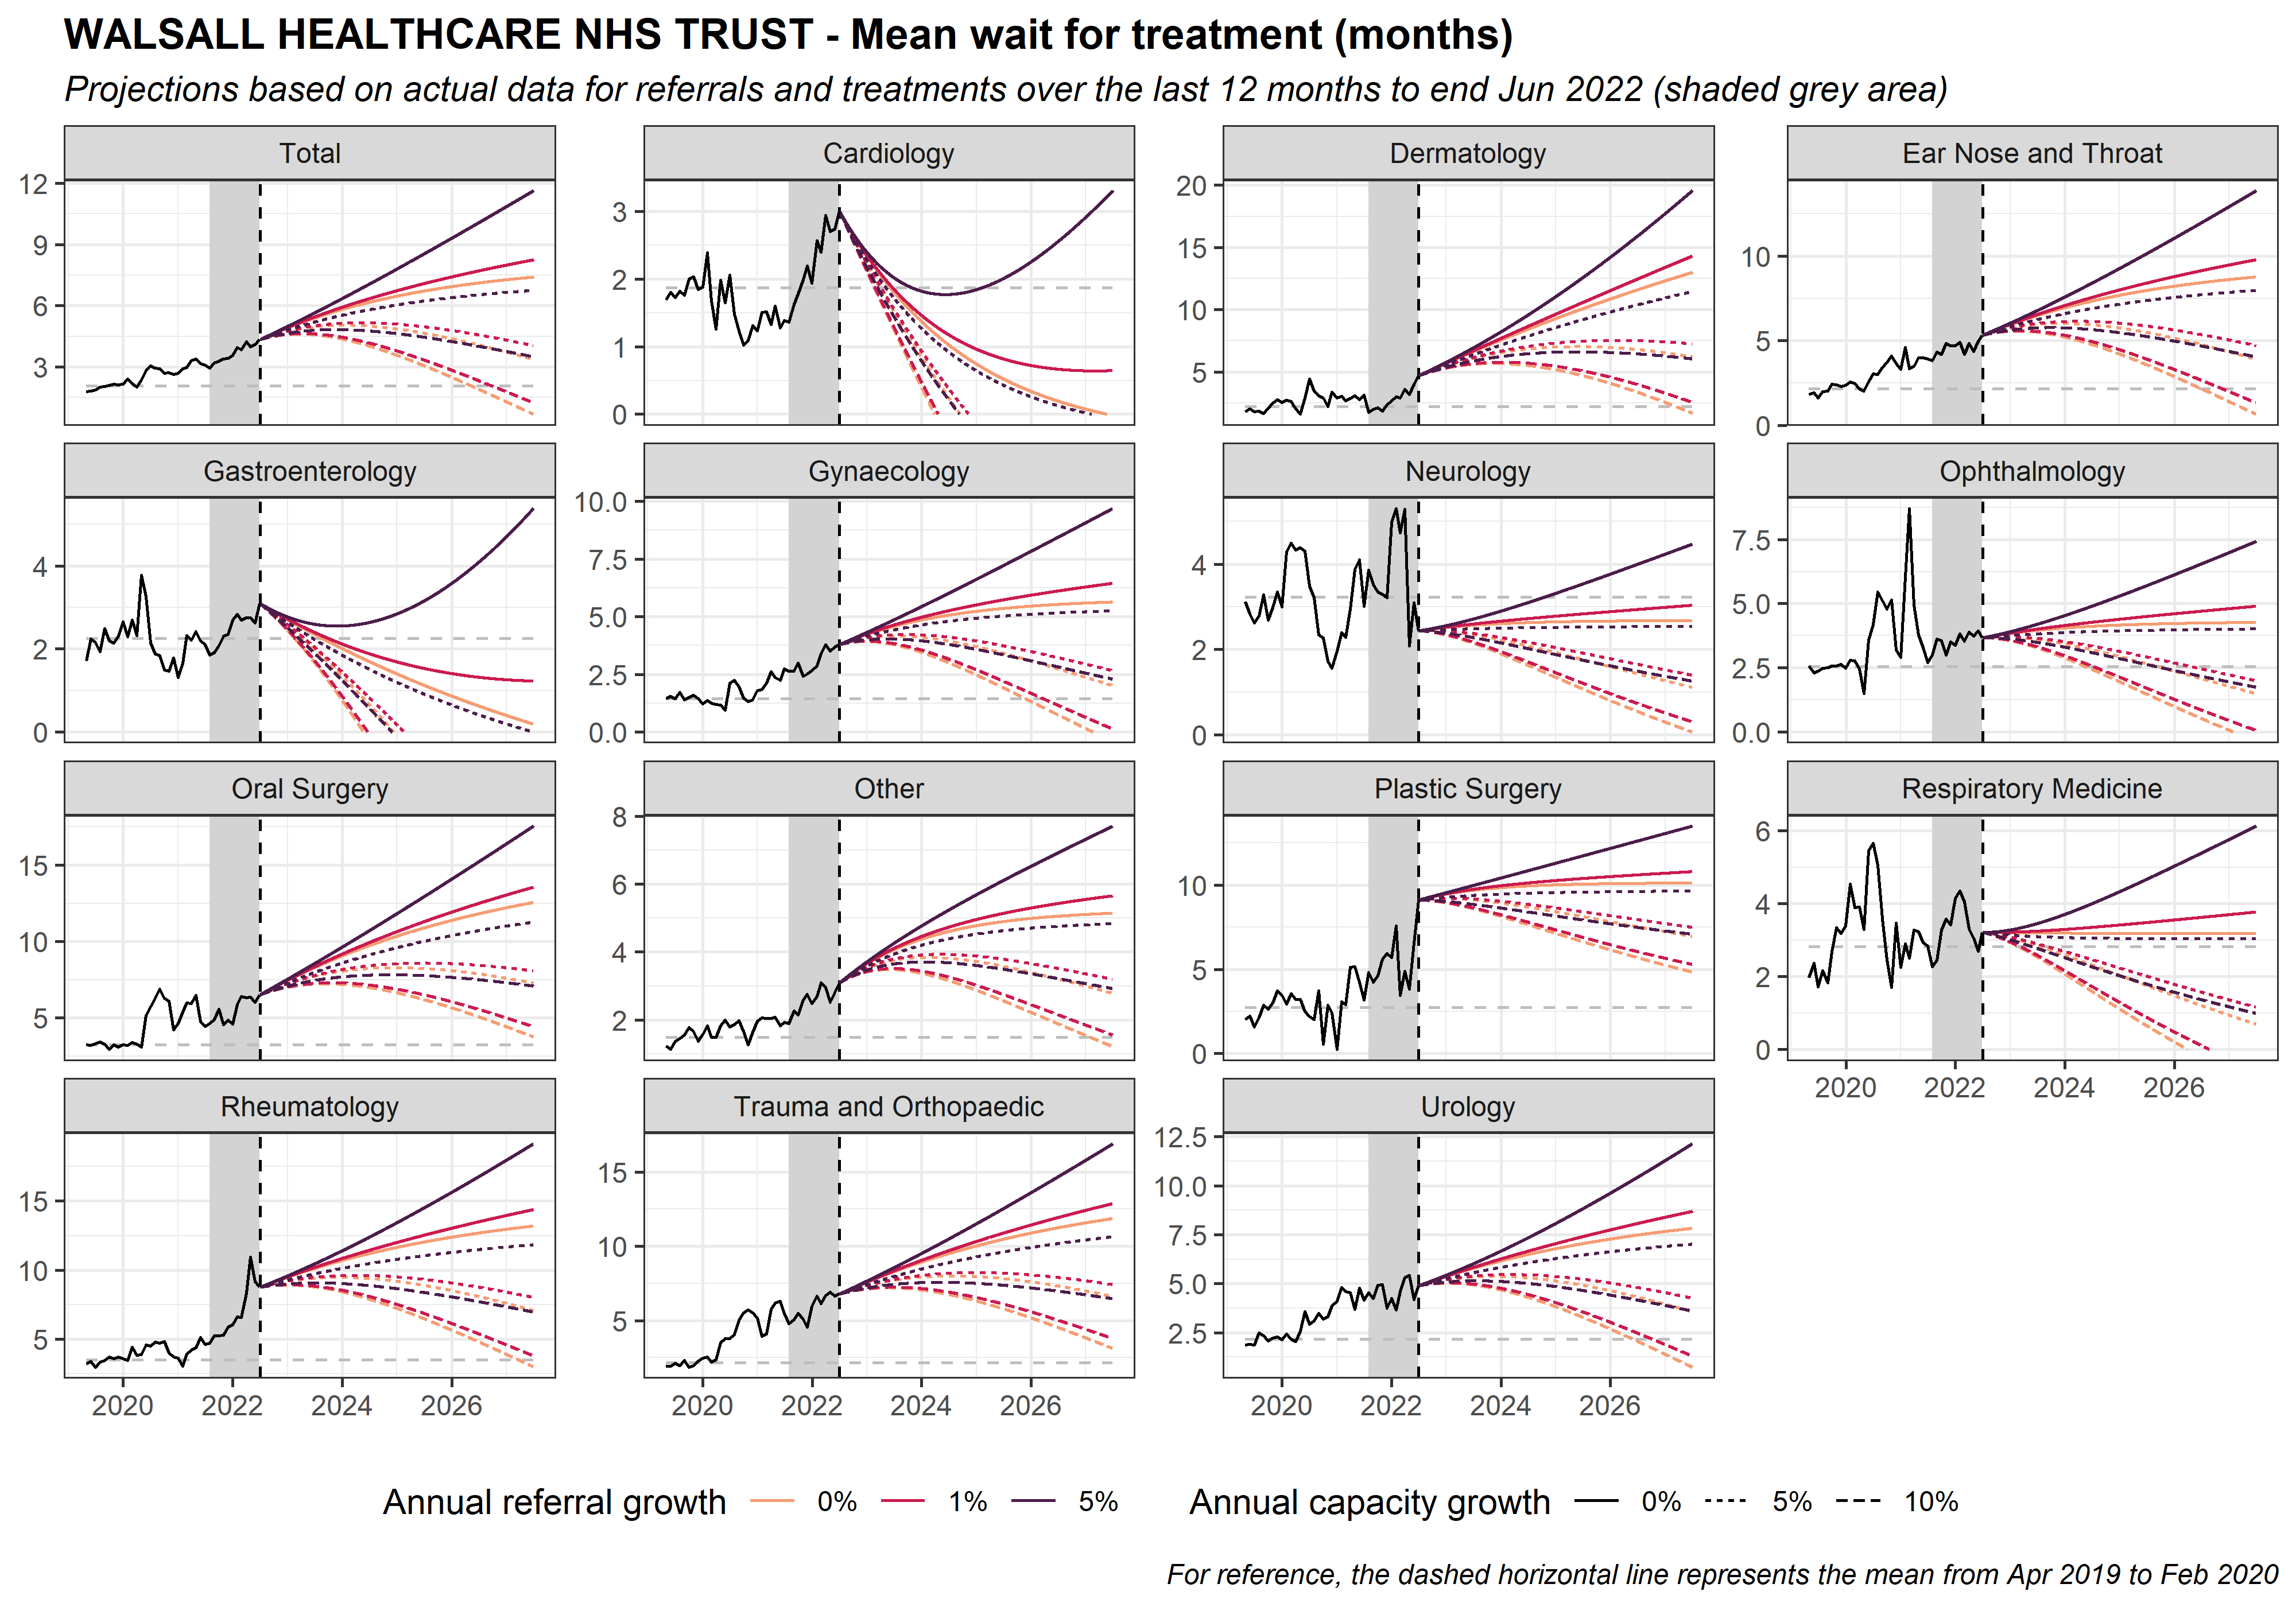 WALSALL HEALTHCARE NHS TRUST - Mean wait for treatment (months)
Projections based on actual data for referrals and treatments over the last 12 months to end Jun 2022 (shaded grey area)
Total
12
9
6
3
Cardiology
3
2
1
0
Dermatology
20
15
10
5
Ear Nose and Throat
10
5
0
Gastroenterology
4
2
0
Gynaecology
10.0
7.5
5.0
2.5
0.0
Neurology
4
2
0
Ophthalmology
7.5
5.0
2.5
0.0
Oral Surgery
15
10
5
Other
8
6
4
2
Plastic Surgery
10
5
0
Respiratory Medicine
6
4
2
0
2020 2022 2024 2026
Rheumatology
15
10
5
2020 2022 2024 2026
Trauma and Orthopaedic
15
10
5
2020 2022 2024 2026
Urology
12.5
10.0
7.5
5.0
2.5
2020 2022 2024 2026
Annual referral growth 0% 1% 5% Annual capacity growth 0% 5% 10%
For reference, the dashed horizontal line represents the mean from Apr 2019 to Feb 2020